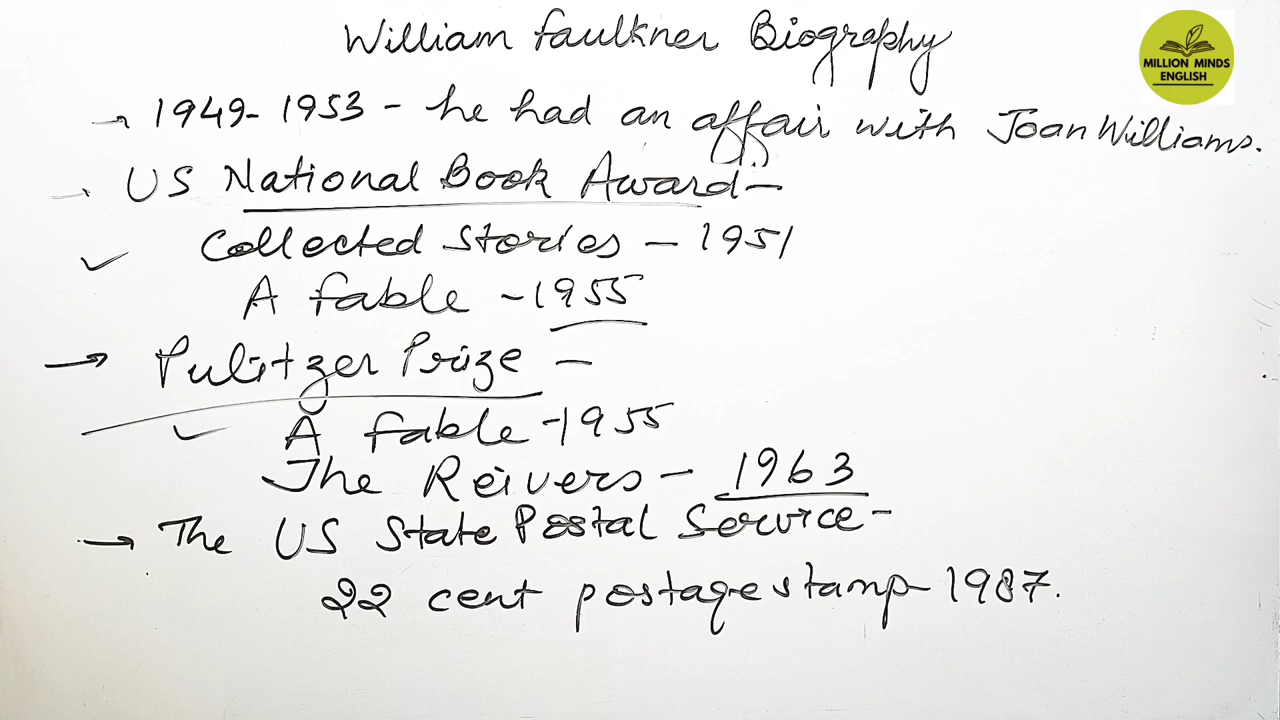 William Faulkner Biography
MILLION MINDS
ENGLISH
→ 1949-1953 - he had an affair with Joan Williams.
→ US National Book Award-
✓ Collected Stories - 1951
A fable - 1955
→ Pulitzer Prize -
✓ A fable - 1955
The Reivers - 1963
→ The US State Postal Service -
22 cent postage stamp - 1987.